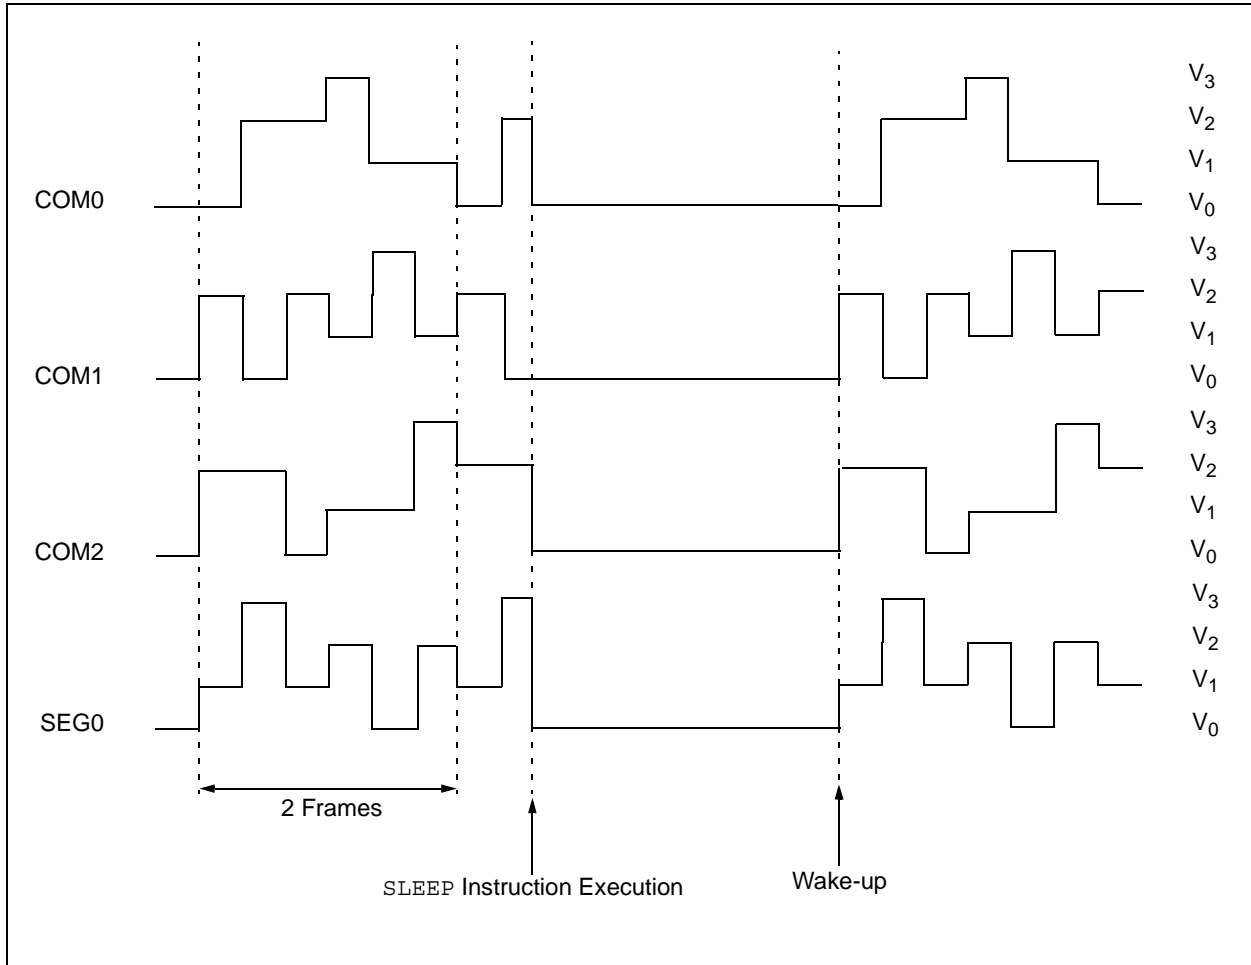 V3
V2
V1
COM0 V0
V3
V2
V1
COM1 V0
V3
V2
V1
COM2 V0
V3
V2
V1
SEG0 V0
2 Frames
SLEEP Instruction Execution
Wake-up